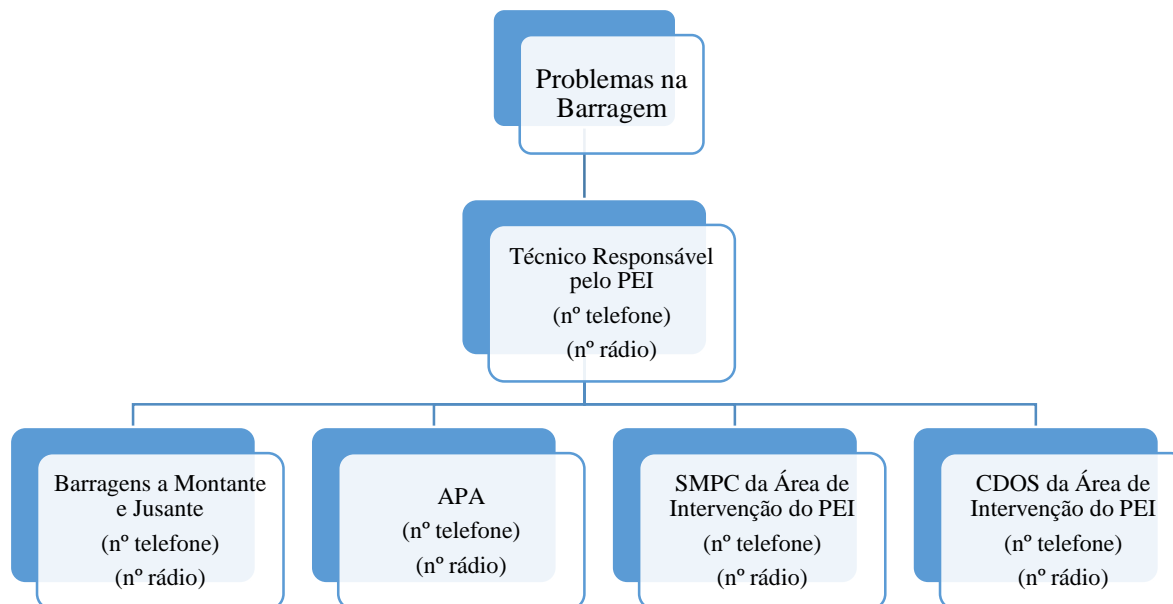 Problemas na
Barragem
Técnico Responsável
pelo PEI
(nº telefone)
(nº rádio)
Barragens a Montante
e Jusante
(nº telefone)
(nº rádio)
APA
(nº telefone)
(nº rádio)
SMPC da Área de
Intervenção do PEI
(nº telefone)
(nº rádio)
CDOS da Área de
Intervenção do PEI
(nº telefone)
(nº rádio)